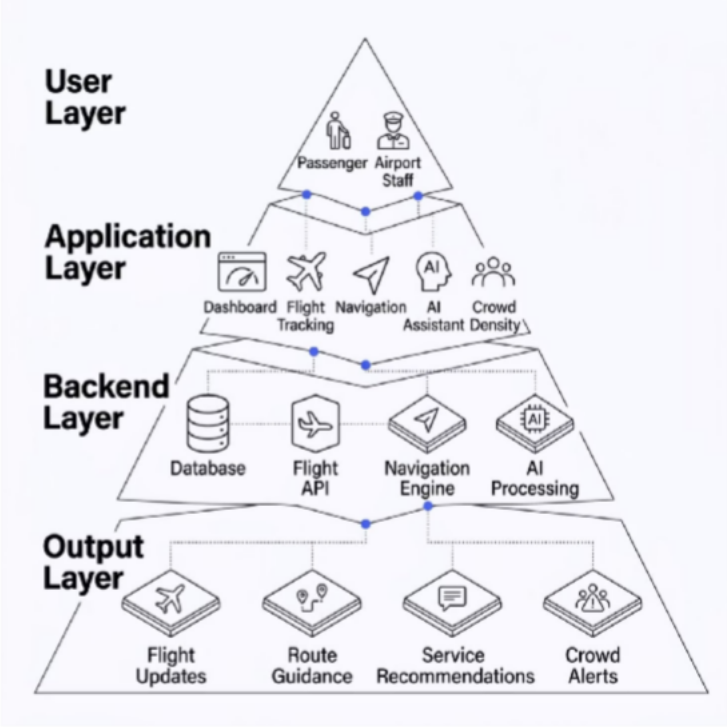 User
Layer
Passenger
Airport
Staff
Application
Layer
Dashboard
Flight
Tracking
Navigation
AI
AI
Assistant
Crowd
Density
Backend
Layer
Database
Flight
API
Navigation
Engine
AI
AI
Processing
Output
Layer
Flight
Updates
Route
Guidance
Service
Recommendations
Crowd
Alerts